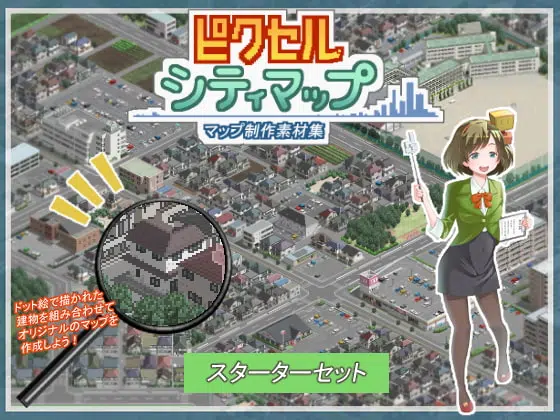 ピクセル
シティマップ
マップ制作素材集
ドット絵で描かれた
建物を組み合わせて
オリジナルのマップを
作成しよう！
スターターセット